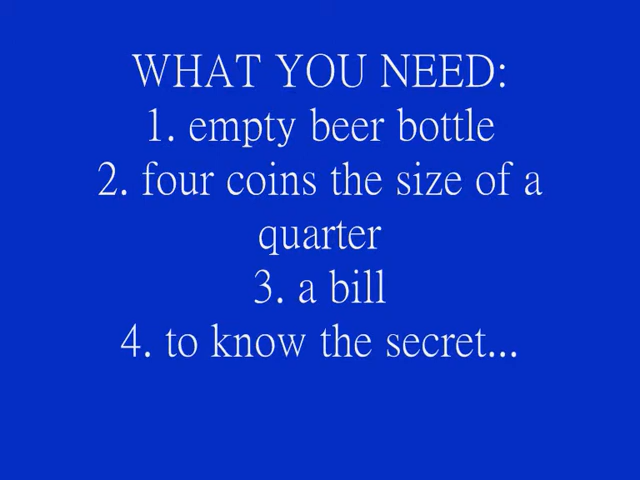 WHAT YOU NEED:
1. empty beer bottle
2. four coins the size of a
quarter
3. a bill
4. to know the secret...